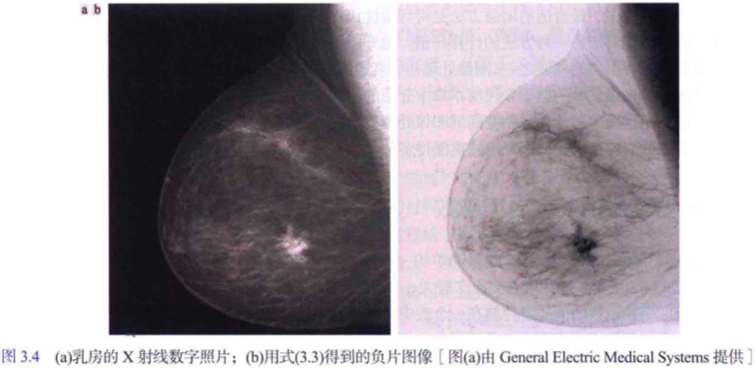 a b
图 3.4 (a)乳房的 X 射线数字照片；(b)用式(3.3)得到的负片图像［图(a)由 General Electric Medical Systems 提供］